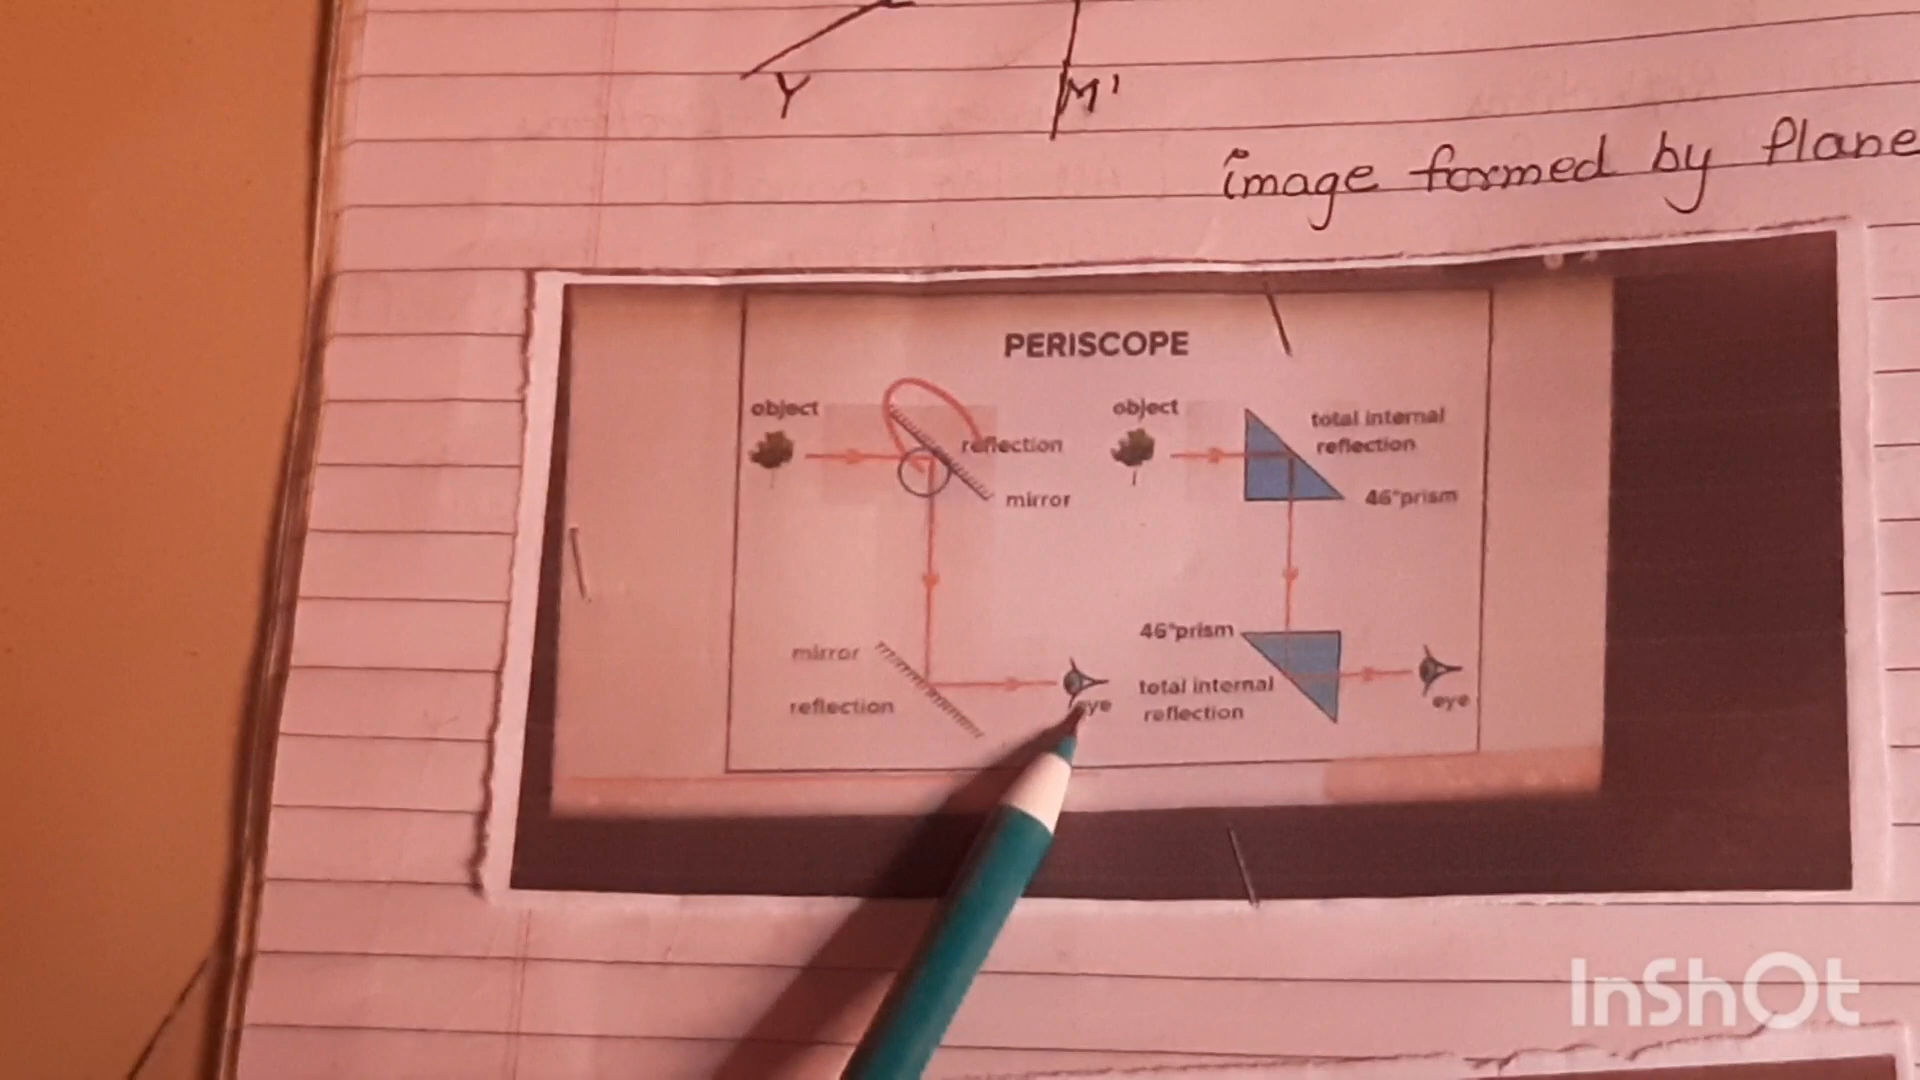 Y
M'
image formed by Plane
PERISCOPE
object
reflection
mirror
mirror
reflection
eye
object
total internal
reflection
46°prism
46°prism
total internal
reflection
eye
InShOt